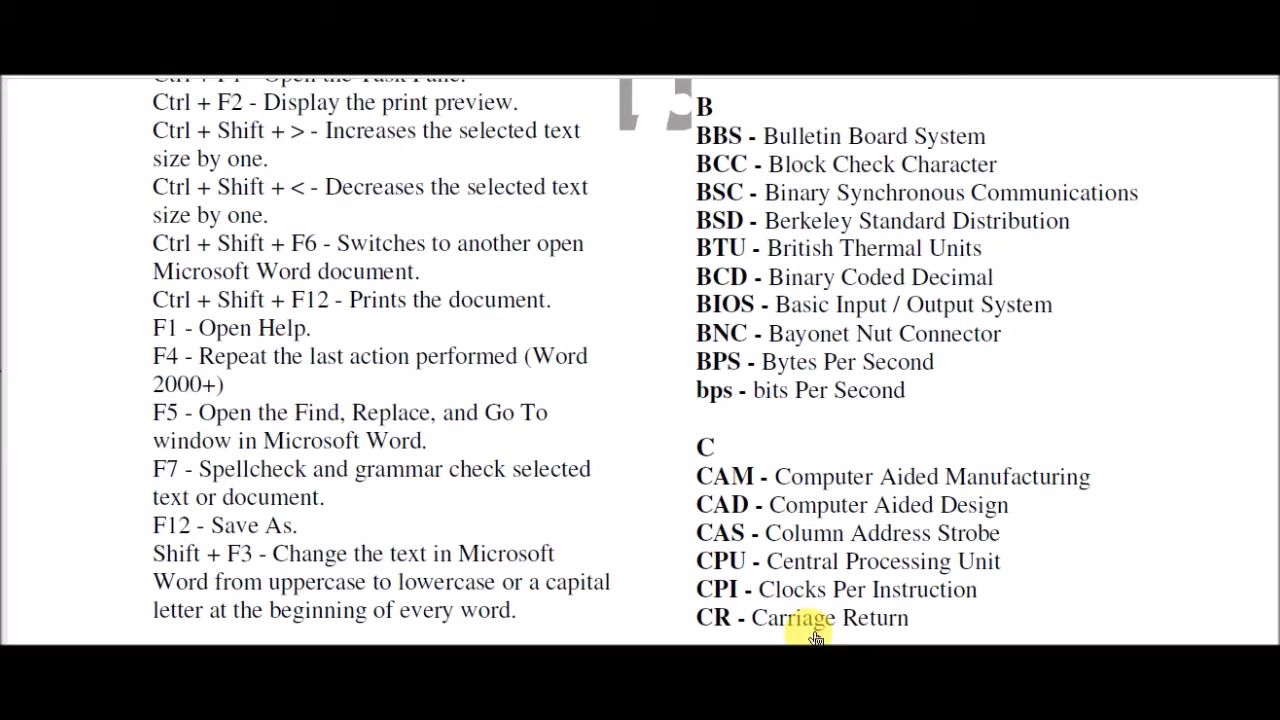 Ctrl + F1 - Open the Task Pane.
Ctrl + F2 - Display the print preview.
Ctrl + Shift + > - Increases the selected text
size by one.
Ctrl + Shift + < - Decreases the selected text
size by one.
Ctrl + Shift + F6 - Switches to another open
Microsoft Word document.
Ctrl + Shift + F12 - Prints the document.
F1 - Open Help.
F4 - Repeat the last action performed (Word
2000+)
F5 - Open the Find, Replace, and Go To
window in Microsoft Word.
F7 - Spellcheck and grammar check selected
text or document.
F12 - Save As.
Shift + F3 - Change the text in Microsoft
Word from uppercase to lowercase or a capital
letter at the beginning of every word.
B
BBS - Bulletin Board System
BCC - Block Check Character
BSC - Binary Synchronous Communications
BSD - Berkeley Standard Distribution
BTU - British Thermal Units
BCD - Binary Coded Decimal
BIOS - Basic Input / Output System
BNC - Bayonet Nut Connector
BPS - Bytes Per Second
bps - bits Per Second
C
CAM - Computer Aided Manufacturing
CAD - Computer Aided Design
CAS - Column Address Strobe
CPU - Central Processing Unit
CPI - Clocks Per Instruction
CR - Carriage Return